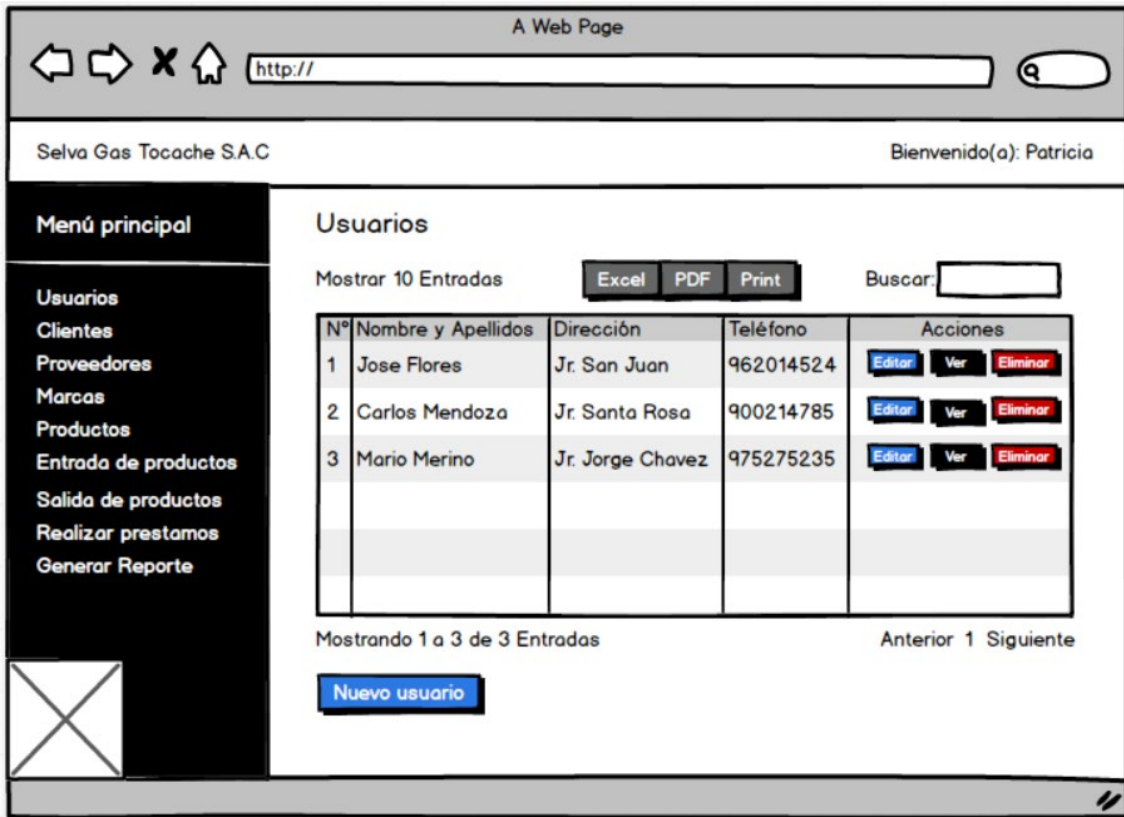 A Web Page
http://
Selva Gas Tocache S.A.C
Bienvenido(a): Patricia
Menú principal
Usuarios
Clientes
Proveedores
Marcas
Productos
Entrada de productos
Salida de productos
Realizar prestamos
Generar Reporte
Usuarios
Mostrar 10 Entradas Excel PDF Print Buscar:
N° Nombre y Apellidos Dirección Teléfono Acciones
1 Jose Flores Jr. San Juan 962014524 Editar Ver Eliminar
2 Carlos Mendoza Jr. Santa Rosa 900214785 Editar Ver Eliminar
3 Mario Merino Jr. Jorge Chavez 975275235 Editar Ver Eliminar
Mostrando 1 a 3 de 3 Entradas Anterior 1 Siguiente
Nuevo usuario